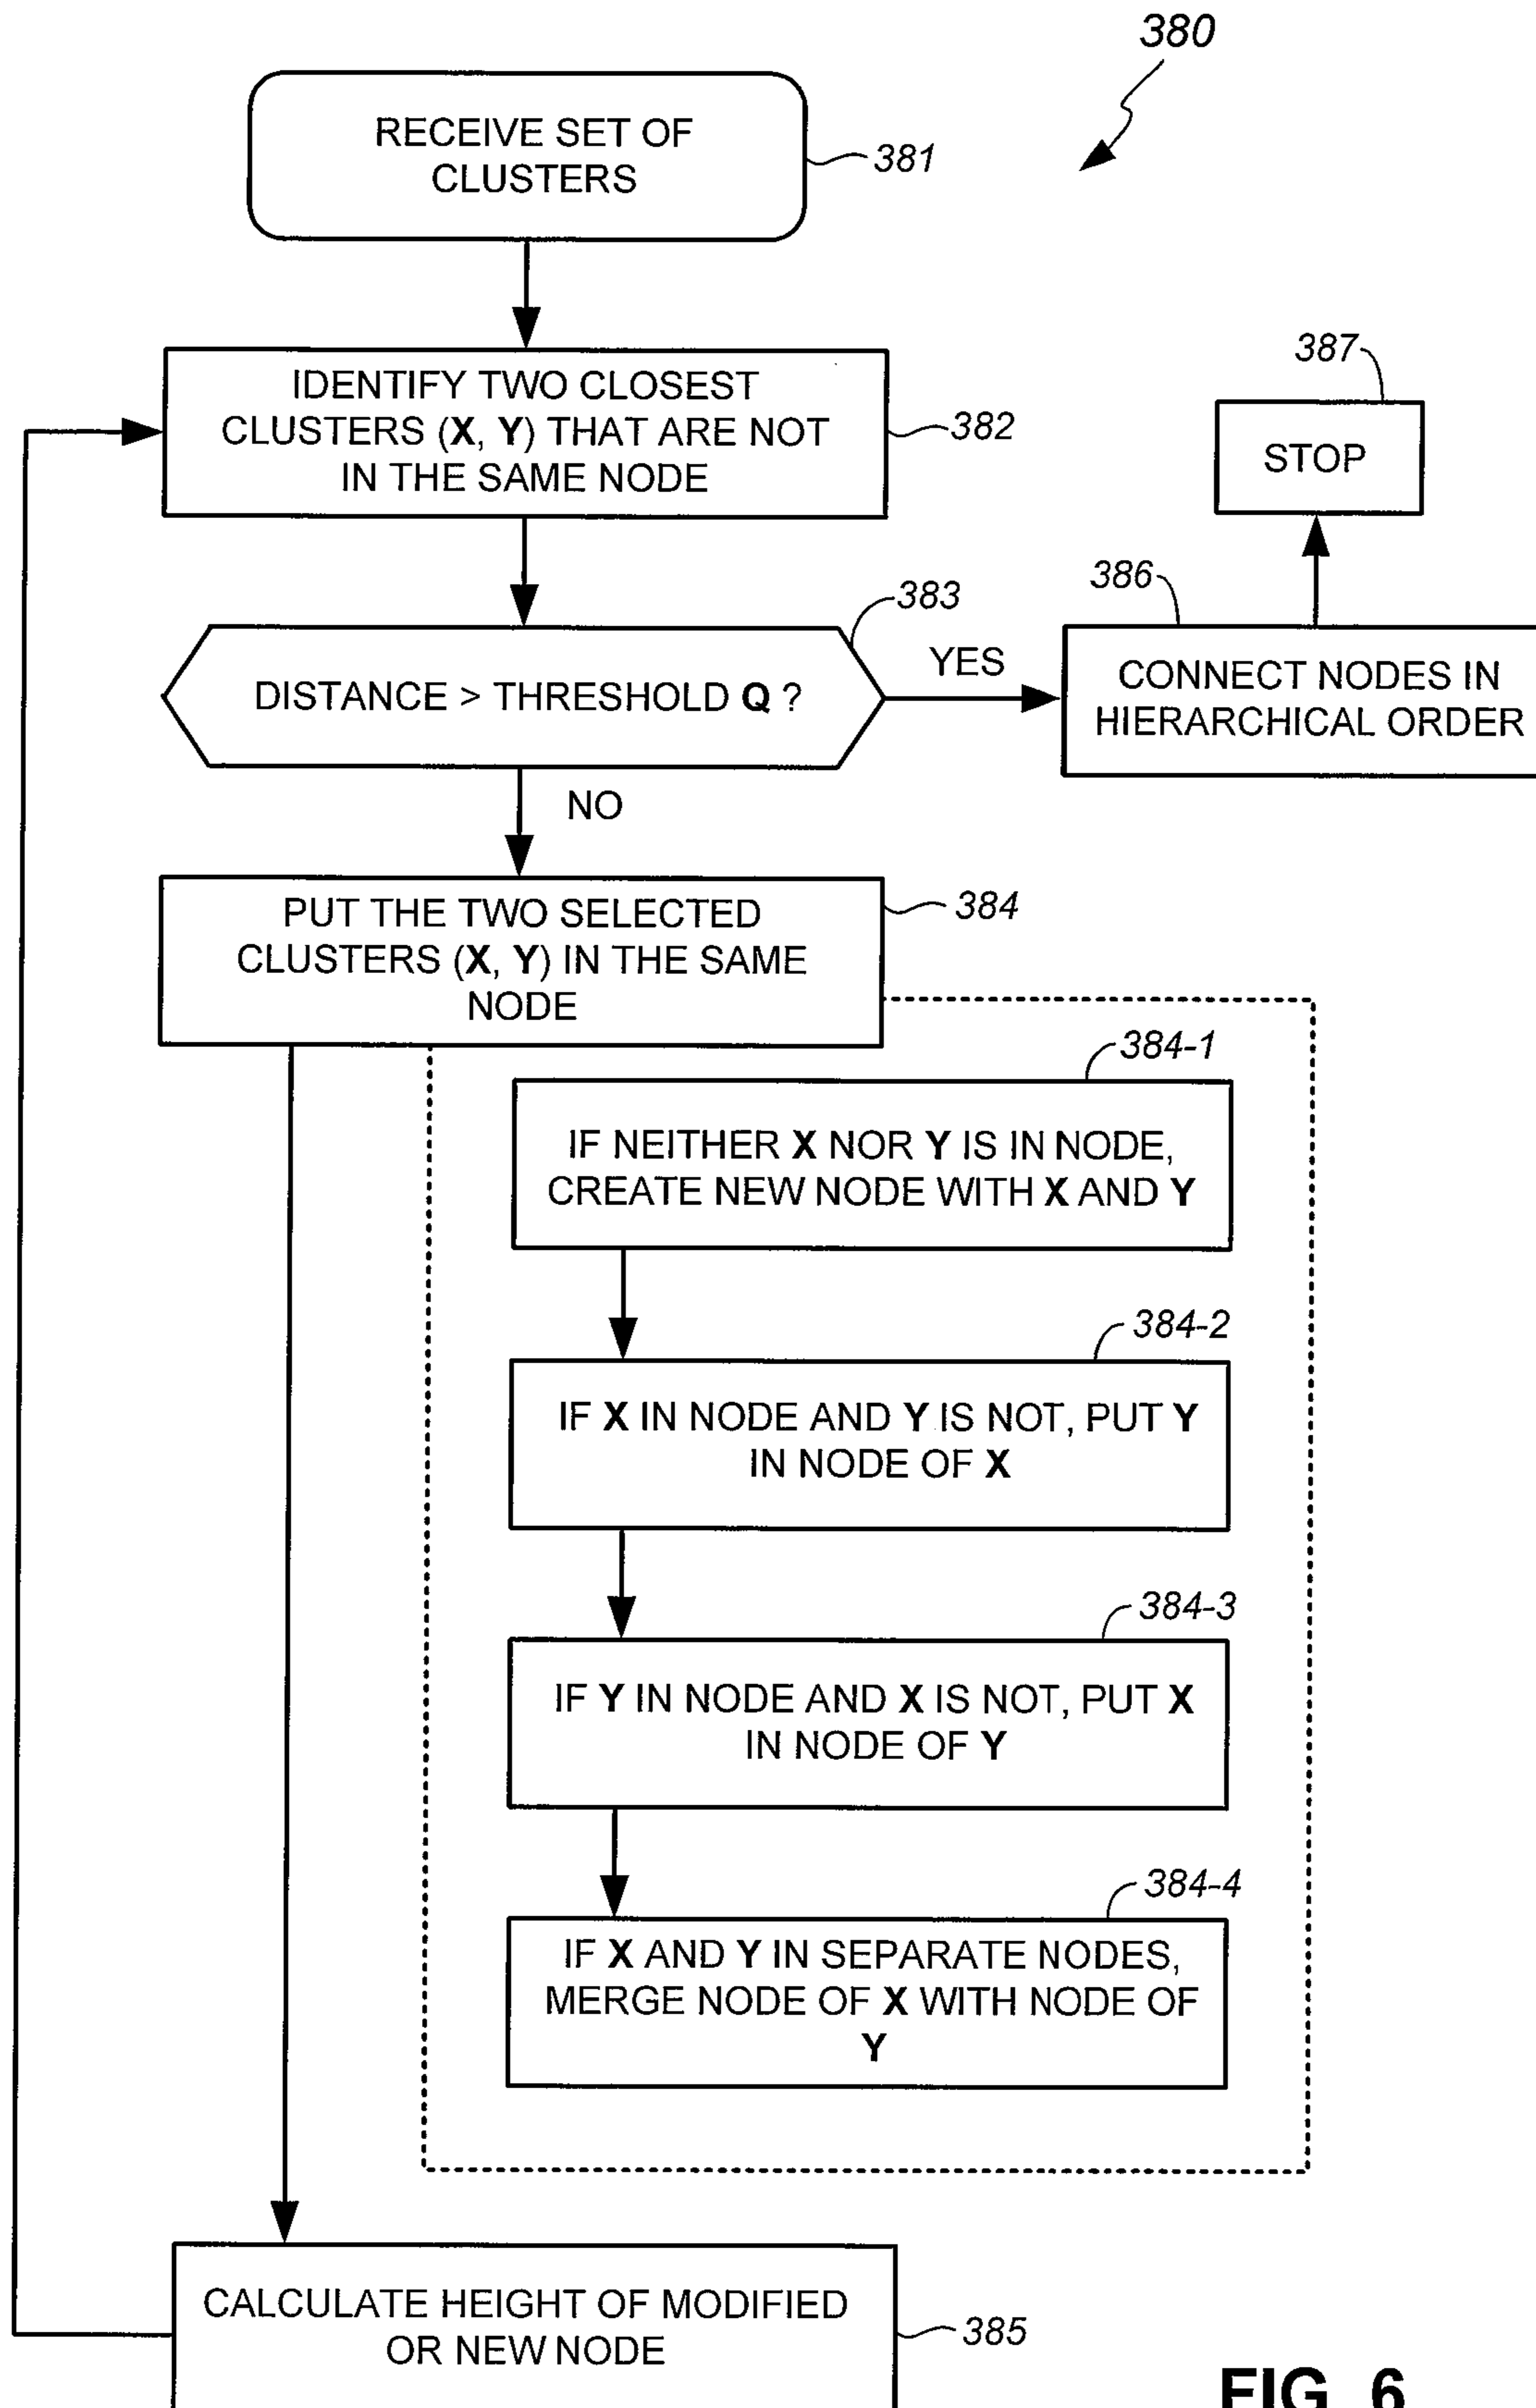 380
RECEIVE SET OF
CLUSTERS
381
IDENTIFY TWO CLOSEST
CLUSTERS (X, Y) THAT ARE NOT
IN THE SAME NODE
382
387
STOP
383
DISTANCE > THRESHOLD Q ?
YES
386
CONNECT NODES IN
HIERARCHICAL ORDER
NO
PUT THE TWO SELECTED
CLUSTERS (X, Y) IN THE SAME
NODE
384
384-1
IF NEITHER X NOR Y IS IN NODE,
CREATE NEW NODE WITH X AND Y
384-2
IF X IN NODE AND Y IS NOT, PUT Y
IN NODE OF X
384-3
IF Y IN NODE AND X IS NOT, PUT X
IN NODE OF Y
384-4
IF X AND Y IN SEPARATE NODES,
MERGE NODE OF X WITH NODE OF
Y
CALCULATE HEIGHT OF MODIFIED
OR NEW NODE
385
FIG. 6